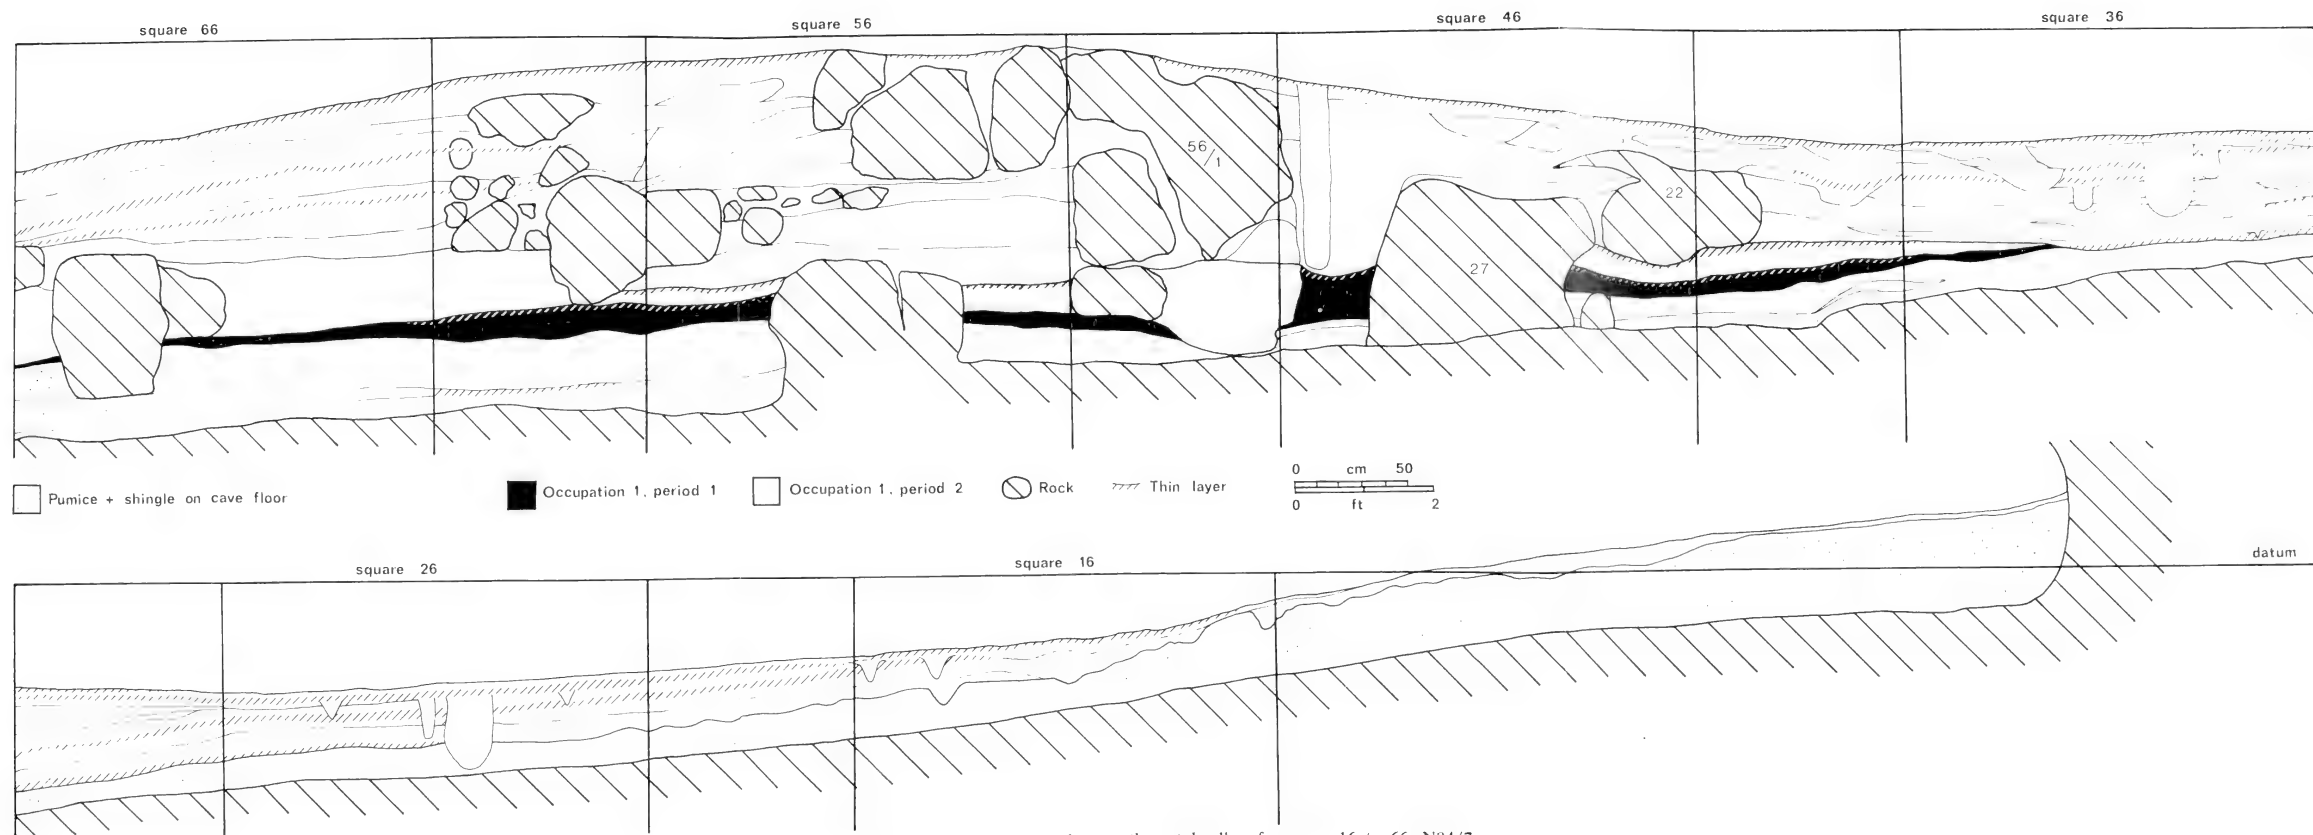 square 66
square 56
square 46
square 36
56/1
22
27
Pumice + shingle on cave floor
Occupation 1, period 1
Occupation 1, period 2
Rock
Thin layer
0 cm 50
0 ft 2
square 26
square 16
datum